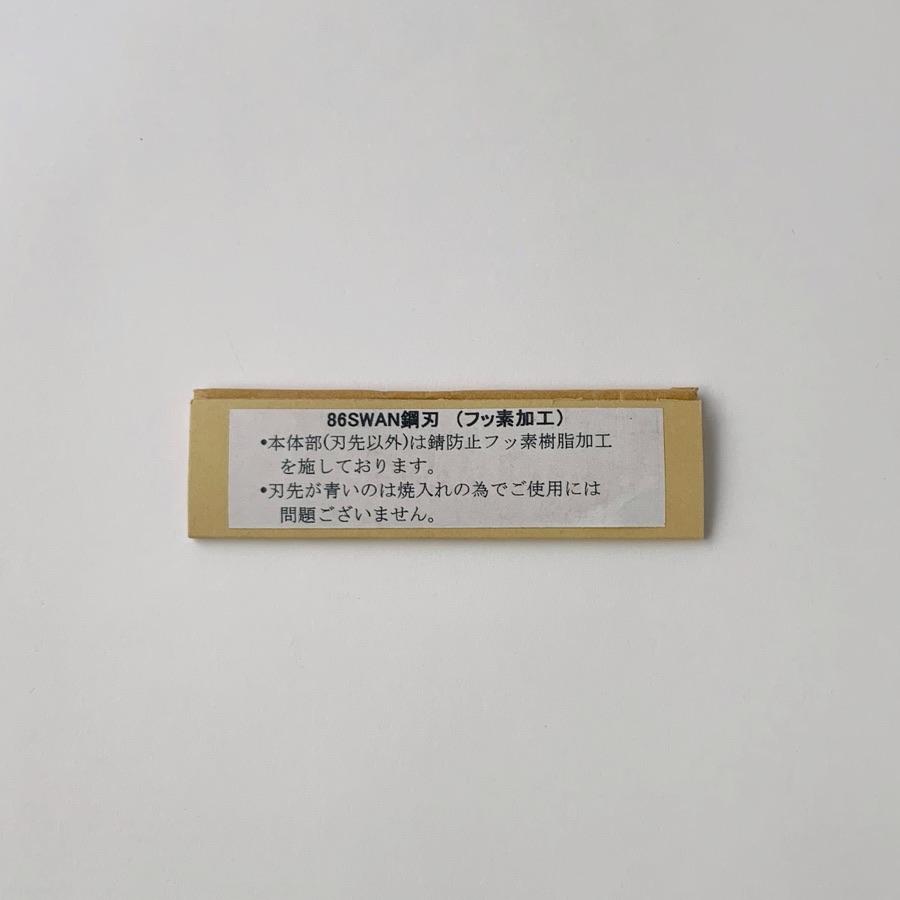 86SWAN鋼刃 (フッ素加工)
•本体部(刃先以外)は錆防止フッ素樹脂加工
を施しております。
•刃先が青いのは焼入れの為でご使用には
問題ございません。